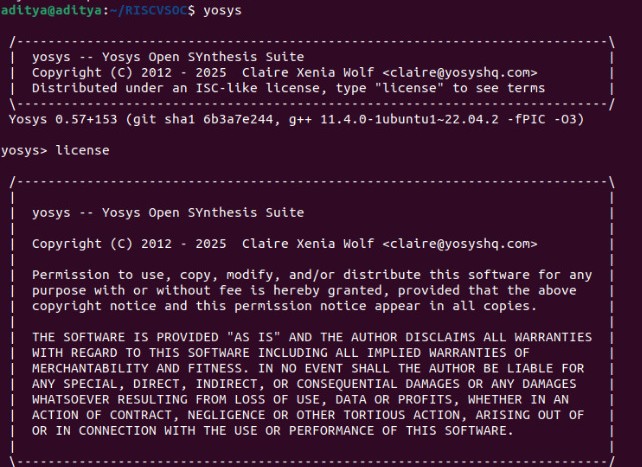 aditya@aditya:~/RISCVSOC$ yosys
/----------------------------------------------------------------------------\
| yosys -- Yosys Open SYnthesis Suite |
| Copyright (C) 2012 - 2025 Claire Xenia Wolf <claire@yosyshq.com> |
| Distributed under an ISC-like license, type "license" to see terms |
\----------------------------------------------------------------------------/
Yosys 0.57+153 (git sha1 6b3a7e244, g++ 11.4.0-1ubuntu1~22.04.2 -fPIC -O3)
yosys> license
/----------------------------------------------------------------------------\
| |
| yosys -- Yosys Open SYnthesis Suite |
| |
| Copyright (C) 2012 - 2025 Claire Xenia Wolf <claire@yosyshq.com> |
| |
| Permission to use, copy, modify, and/or distribute this software for any |
| purpose with or without fee is hereby granted, provided that the above |
| copyright notice and this permission notice appear in all copies. |
| |
| THE SOFTWARE IS PROVIDED "AS IS" AND THE AUTHOR DISCLAIMS ALL WARRANTIES |
| WITH REGARD TO THIS SOFTWARE INCLUDING ALL IMPLIED WARRANTIES OF |
| MERCHANTABILITY AND FITNESS. IN NO EVENT SHALL THE AUTHOR BE LIABLE FOR |
| ANY SPECIAL, DIRECT, INDIRECT, OR CONSEQUENTIAL DAMAGES OR ANY DAMAGES |
| WHATSOEVER RESULTING FROM LOSS OF USE, DATA OR PROFITS, WHETHER IN AN |
| ACTION OF CONTRACT, NEGLIGENCE OR OTHER TORTIOUS ACTION, ARISING OUT OF |
| OR IN CONNECTION WITH THE USE OR PERFORMANCE OF THIS SOFTWARE. |
| |
\----------------------------------------------------------------------------/